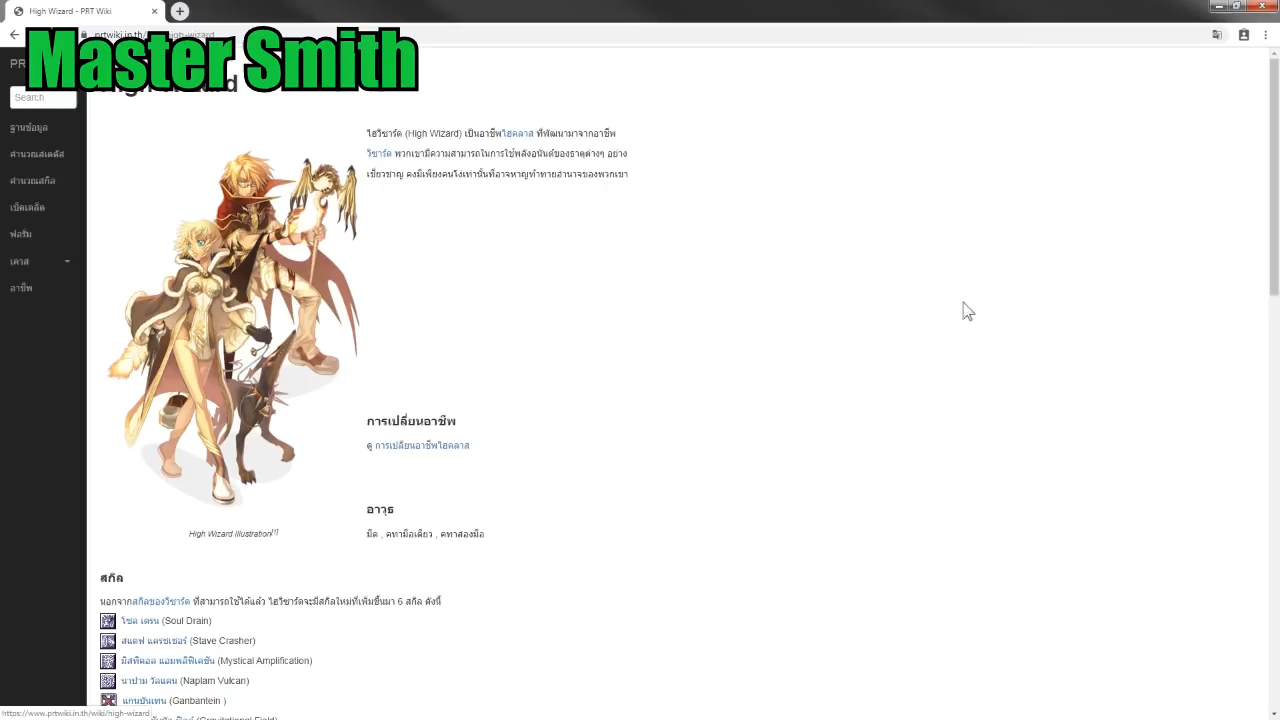 High Wizard - PRT Wiki
Master Smith
Search
ฐานข้อมูล
คำนวณสเตตัส
คำนวณสกิล
เบ็ดเตล็ด
ฟอรั่ม
เควส
อาชีพ
ไฮวิซาร์ด (High Wizard) เป็นอาชีพไฮคลาส ที่พัฒนามาจากอาชีพ
วิซาร์ด พวกเขามีความสามารถในการใช้พลังอนันต์ของธาตุต่างๆ อย่าง
เชี่ยวชาญ คงมีเพียงคนโง่เท่านั้นที่อาจหาญท้าทายอำนาจของพวกเขา
การเปลี่ยนอาชีพ
ดู การเปลี่ยนอาชีพไฮคลาส
อาวุธ
มีด , คทามือเดียว , คทาสองมือ
High Wizard Illustration
สกิล
นอกจากสกิลของวิซาร์ด ที่สามารถใช้ได้แล้ว ไฮวิซาร์ดจะมีสกิลใหม่ที่เพิ่มขึ้นมา 6 สกิล ดังนี้
โซล เดรน (Soul Drain)
สแตฟ แครชเชอร์ (Stave Crasher)
มิสทิคอล แอมพลิฟิเคชั่น (Mystical Amplification)
นาปาม วัลแคน (Naplam Vulcan)
แกนบันเทน (Ganbantein )
https://www.prtwiki.in.th/wiki/high-wizard